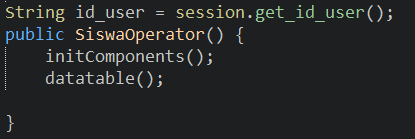 String id_user = session.get_id_user();
public SiswaOperator() {
initComponents();
datatable();
}